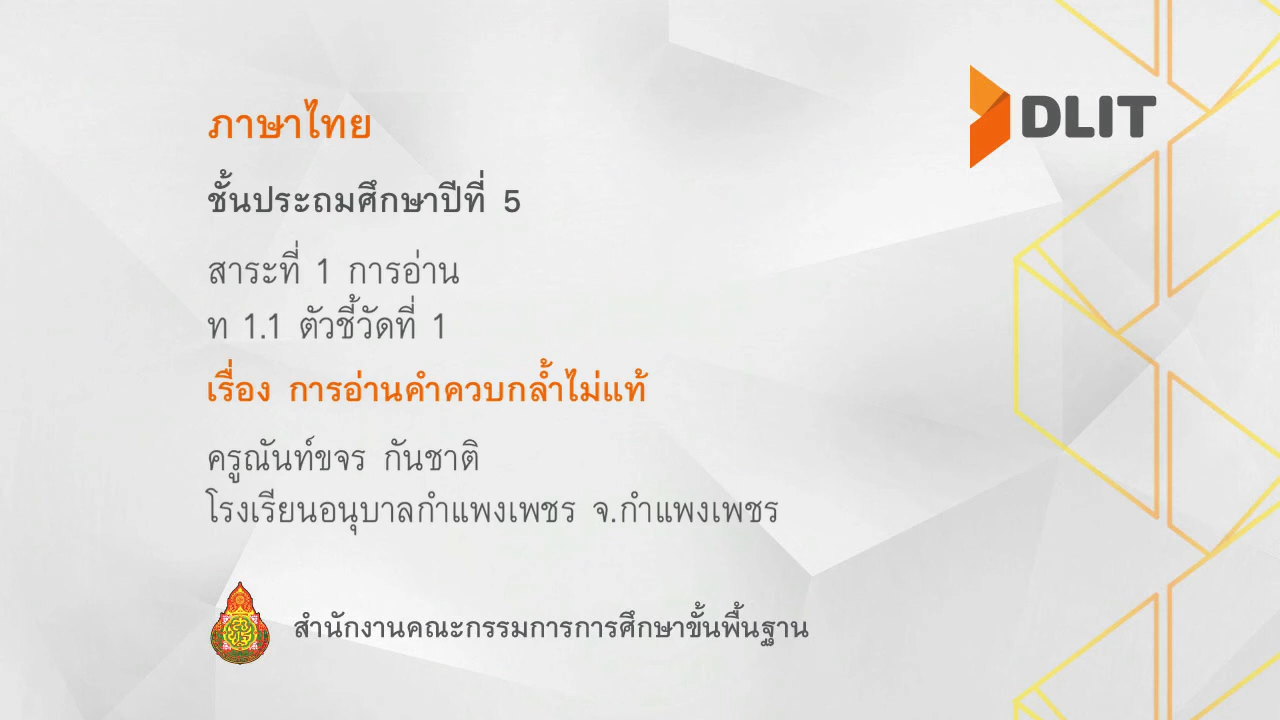 ภาษาไทย
DLIT
ชั้นประถมศึกษาปีที่ 5
สาระที่ 1 การอ่าน
ท 1.1 ตัวชี้วัดที่ 1
เรื่อง การอ่านคำควบกล้ำไม่แท้
ครูณันท์ขจร กันชาติ
โรงเรียนอนุบาลกำแพงเพชร จ.กำแพงเพชร
สำนักงานคณะกรรมการการศึกษาขั้นพื้นฐาน